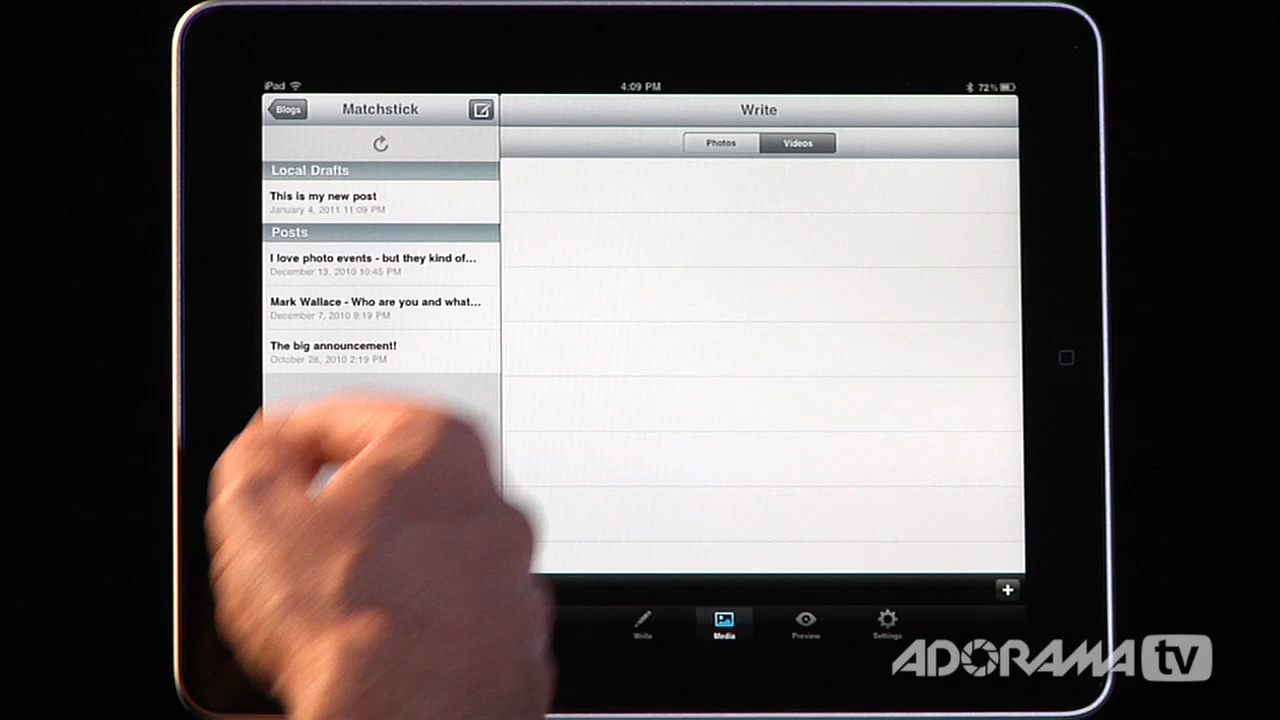 iPad 4:09 PM 72%
Blogs Matchstick Write
Photos Videos
Local Drafts
This is my new post
January 4, 2011 11:09 PM
Posts
I love photo events - but they kind of...
December 13, 2010 10:45 PM
Mark Wallace - Who are you and what...
December 7, 2010 9:19 PM
The big announcement!
October 28, 2010 2:19 PM
Write Media Preview Settings
ADORAMA tv